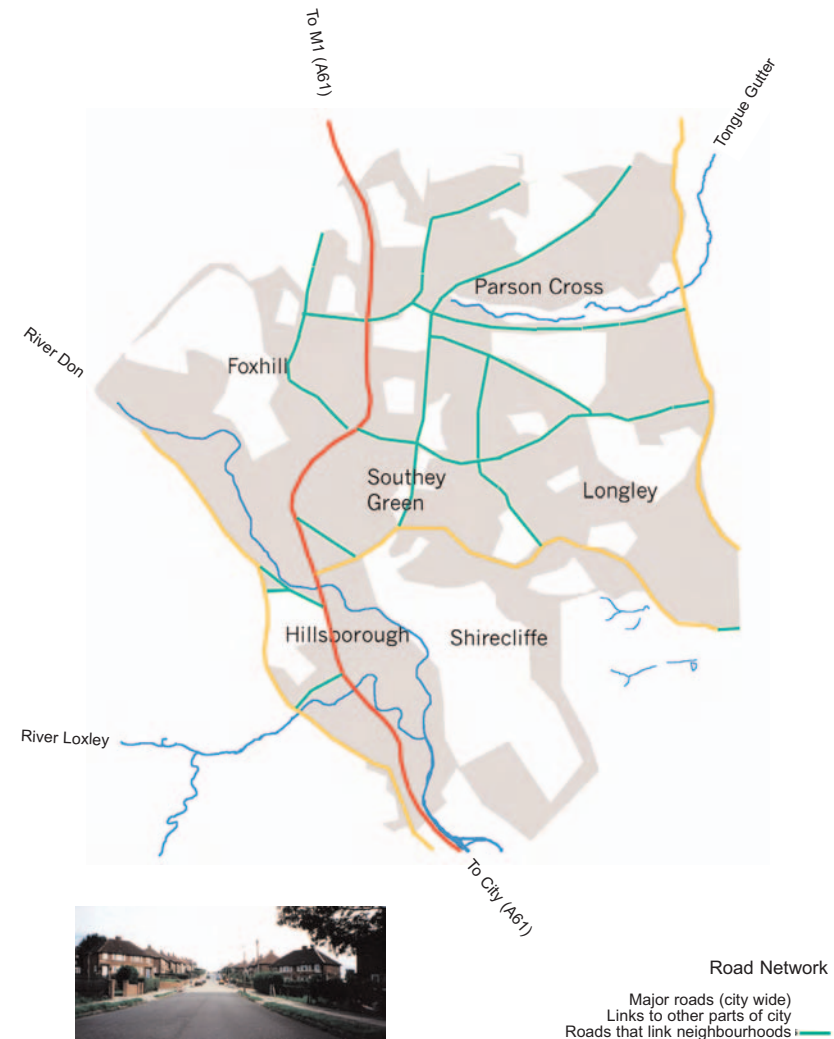 To M1 (A61)
Tongue Gutter
Parson Cross
River Don
Foxhill
Southey
Green
Longley
Hillsborough
Shirecliffe
River Loxley
To City (A61)
Road Network
Major roads (city wide)
Links to other parts of city
Roads that link neighbourhoods